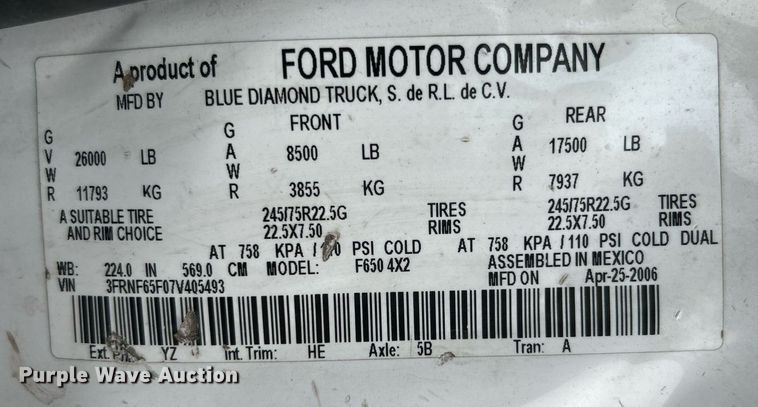 A product of FORD MOTOR COMPANY
MFD BY BLUE DIAMOND TRUCK, S. de R.L. de C.V.
GVWR 26000 LB 11793 KG
FRONT GAWR 8500 LB 3855 KG
REAR GAWR 17500 LB 7937 KG
A SUITABLE TIRE 245/75R22.5G TIRES 245/75R22.5G TIRES
AND RIM CHOICE 22.5X7.50 RIMS 22.5X7.50 RIMS
AT 758 KPA / PSI COLD AT 758 KPA / 110 PSI COLD DUAL
WB: 224.0 IN 569.0 CM MODEL: F650 4X2 ASSEMBLED IN MEXICO
VIN 3FRNF65F07V405493 MFD ON Apr-25-2006
Ext. YZ Int. Trim: HE Axle: 5B Tran: A
Purple Wave Auction